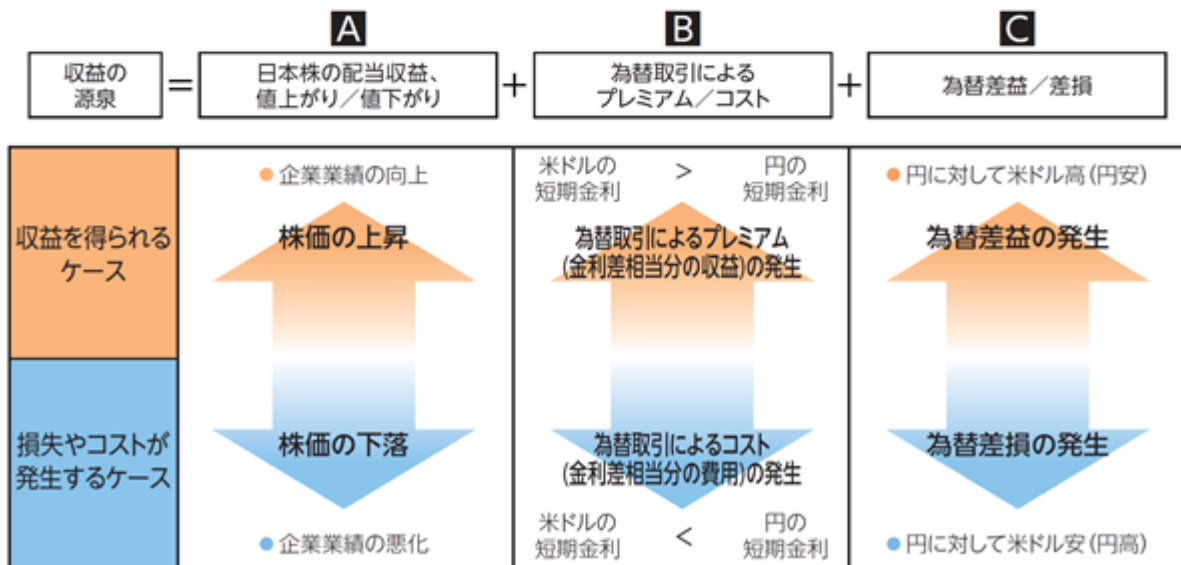 A
B
C
収益の
源泉
=
日本株の配当収益、
値上がり／値下がり
+
為替取引による
プレミアム／コスト
+
為替差益／差損
収益を得られる
ケース
●企業業績の向上
株価の上昇
米ドルの
短期金利
>
円の
短期金利
為替取引によるプレミアム
(金利差相当分の収益)の発生
●円に対して米ドル高(円安)
為替差益の発生
損失やコストが
発生するケース
株価の下落
●企業業績の悪化
為替取引によるコスト
(金利差相当分の費用)の発生
米ドルの
短期金利
<
円の
短期金利
為替差損の発生
●円に対して米ドル安(円高)